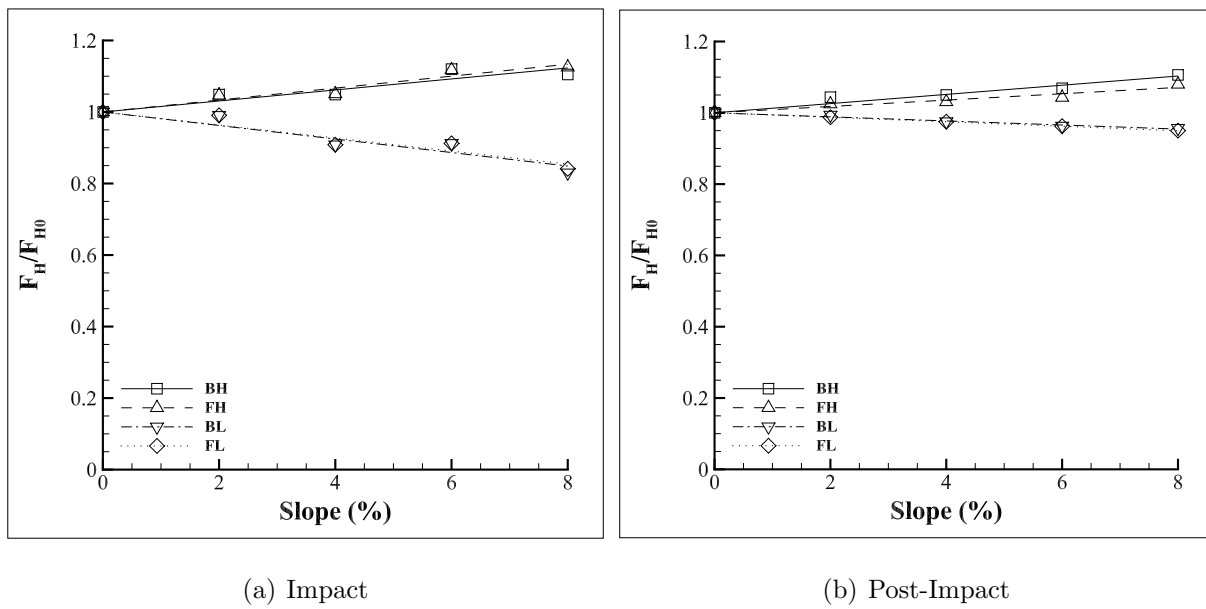 F_H/F_H0
1.2
1
0.8
0.6
0.4
0.2
0
BH
FH
BL
FL
0 2 4 6 8
Slope (%)
(a) Impact
F_H/F_H0
1.2
1
0.8
0.6
0.4
0.2
0
BH
FH
BL
FL
0 2 4 6 8
Slope (%)
(b) Post-Impact